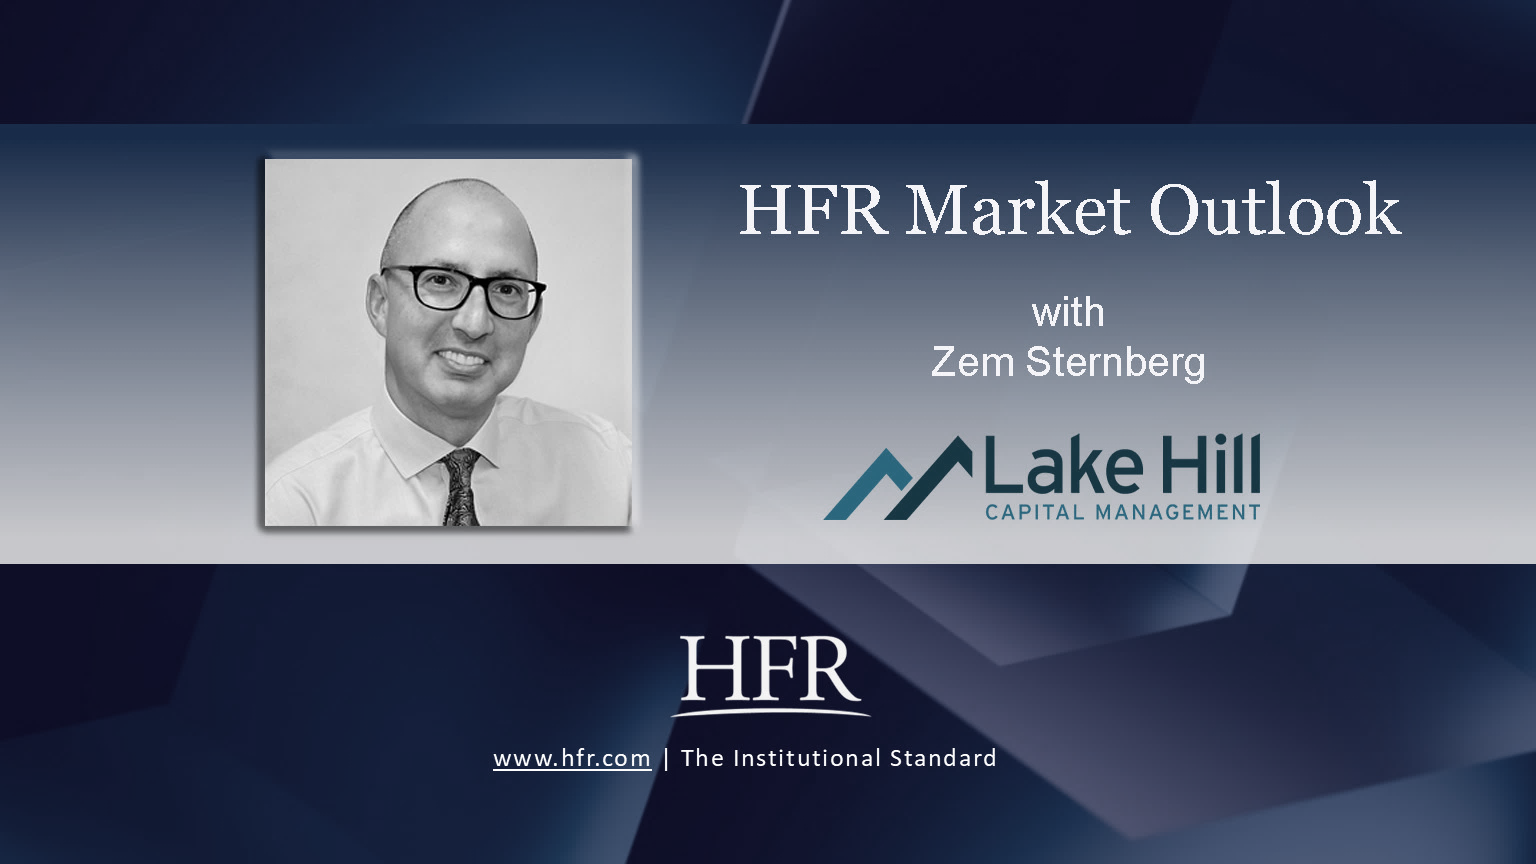 HFR Market Outlook
with
Zem Sternberg
Lake Hill
CAPITAL MANAGEMENT
HFR
www.hfr.com | The Institutional Standard